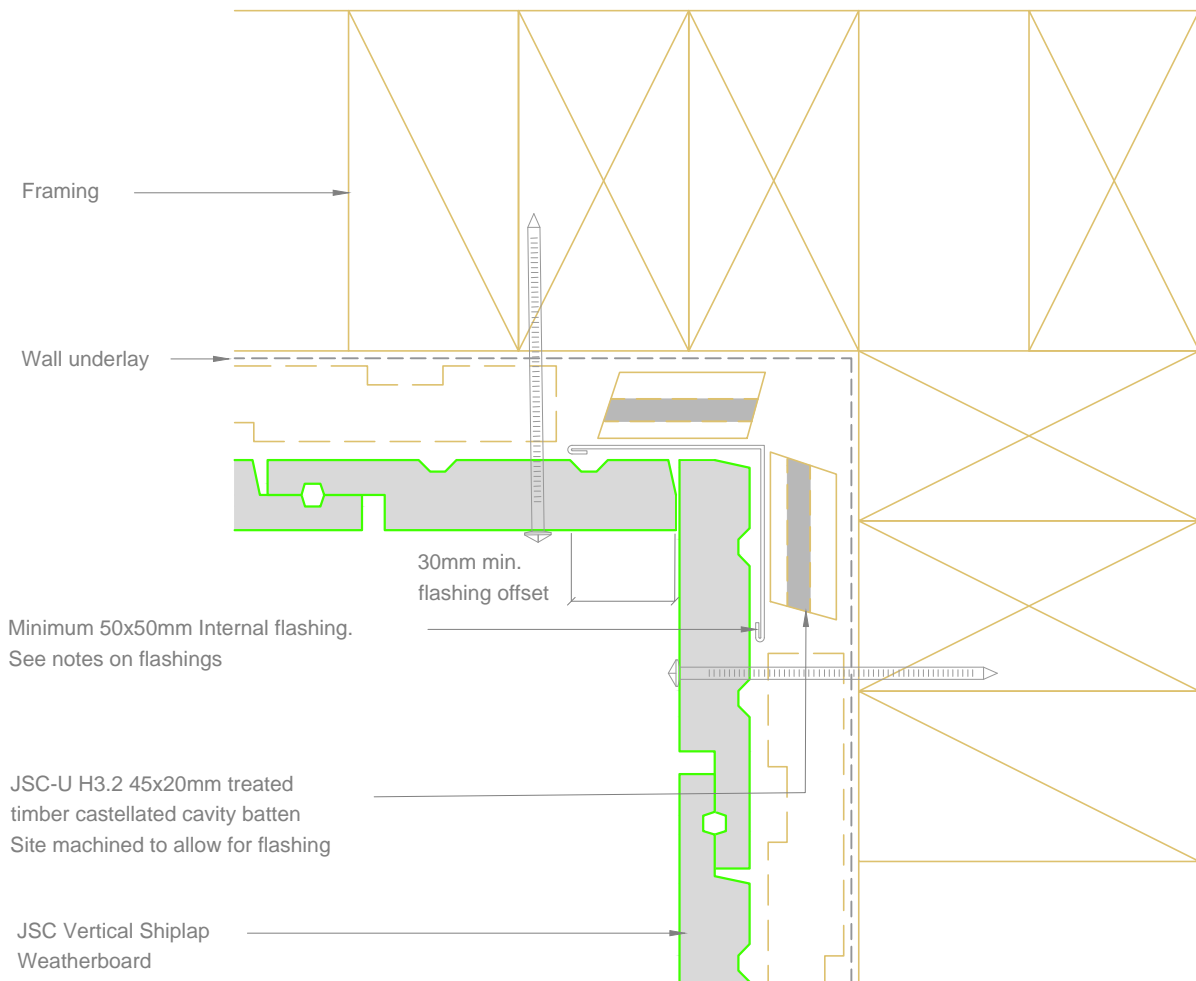 Framing
Wall underlay
30mm min.
flashing offset
Minimum 50x50mm Internal flashing.
See notes on flashings
JSC-U H3.2 45x20mm treated
timber castellated cavity batten
Site machined to allow for flashing
JSC Vertical Shiplap
Weatherboard